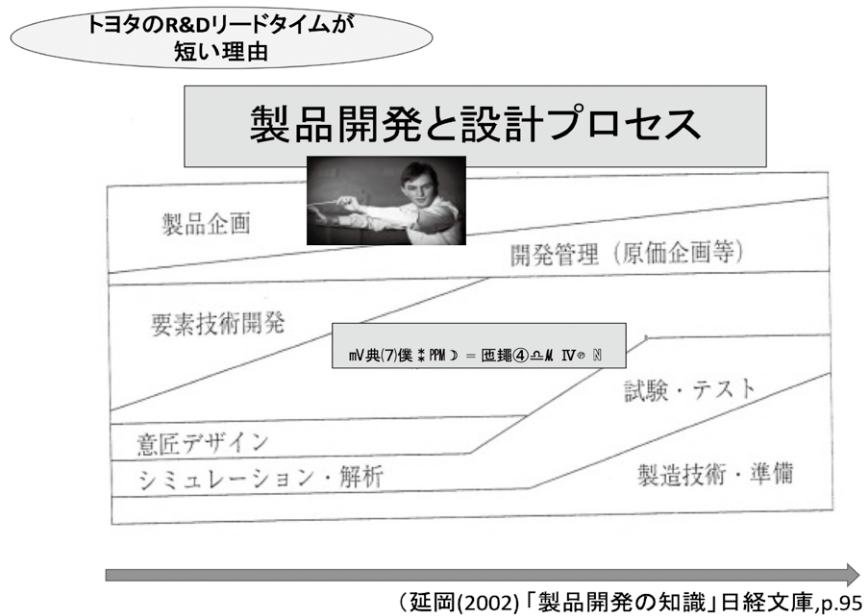 トヨタのR&Dリードタイムが
短い理由
製品開発と設計プロセス
製品企画
開発管理（原価企画等）
要素技術開発
試験・テスト
意匠デザイン
シミュレーション・解析
製造技術・準備
（延岡(2002)「製品開発の知識」日経文庫,p.95